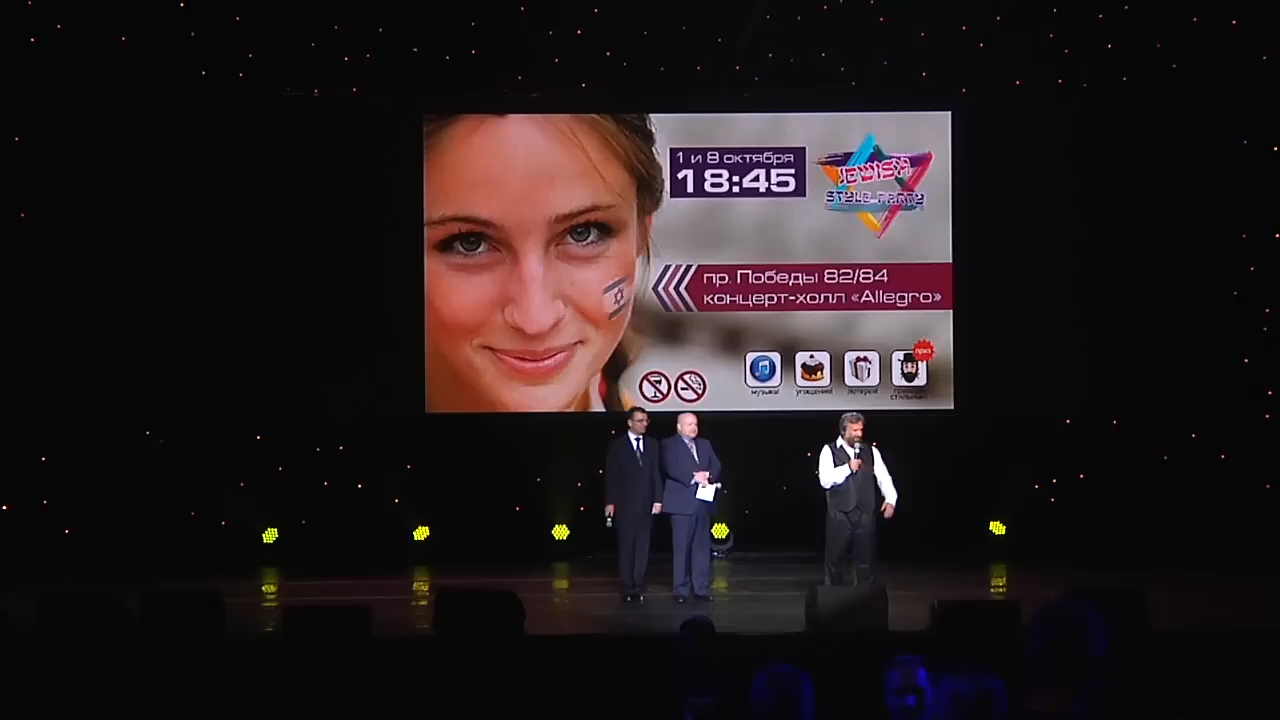 1 и 8 октября
18:45
JEWISH
STYLE-PARTY
пр. Победы 82/84
концерт-холл «Allegro»
приз
музыка!
угощения!
лотерея!